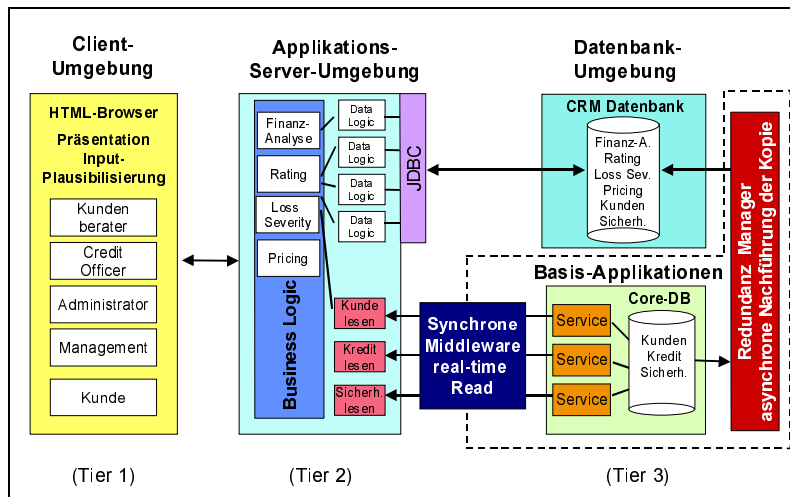 Client-
Umgebung
HTML-Browser
Präsentation
Input-
Plausibilisierung
Kunden
berater
Credit
Officer
Administrator
Management
Kunde
(Tier 1)
Applikations-
Server-Umgebung
Finanz-
Analyse
Rating
Loss
Severity
Pricing
Business Logic
Data
Logic
Data
Logic
Data
Logic
Data
Logic
JDBC
Kunde
lesen
Kredit
lesen
Sicherh.
lesen
(Tier 2)
Synchrone
Middleware
real-time
Read
Datenbank-
Umgebung
CRM Datenbank
Finanz-A.
Rating
Loss Sev.
Pricing
Kunden
Sicherh.
Basis-Applikationen
Core-DB
Service
Service
Service
Kunden
Kredit
Sicherh.
(Tier 3)
Redundanz Manager
asynchrone Nachführung der Kopie